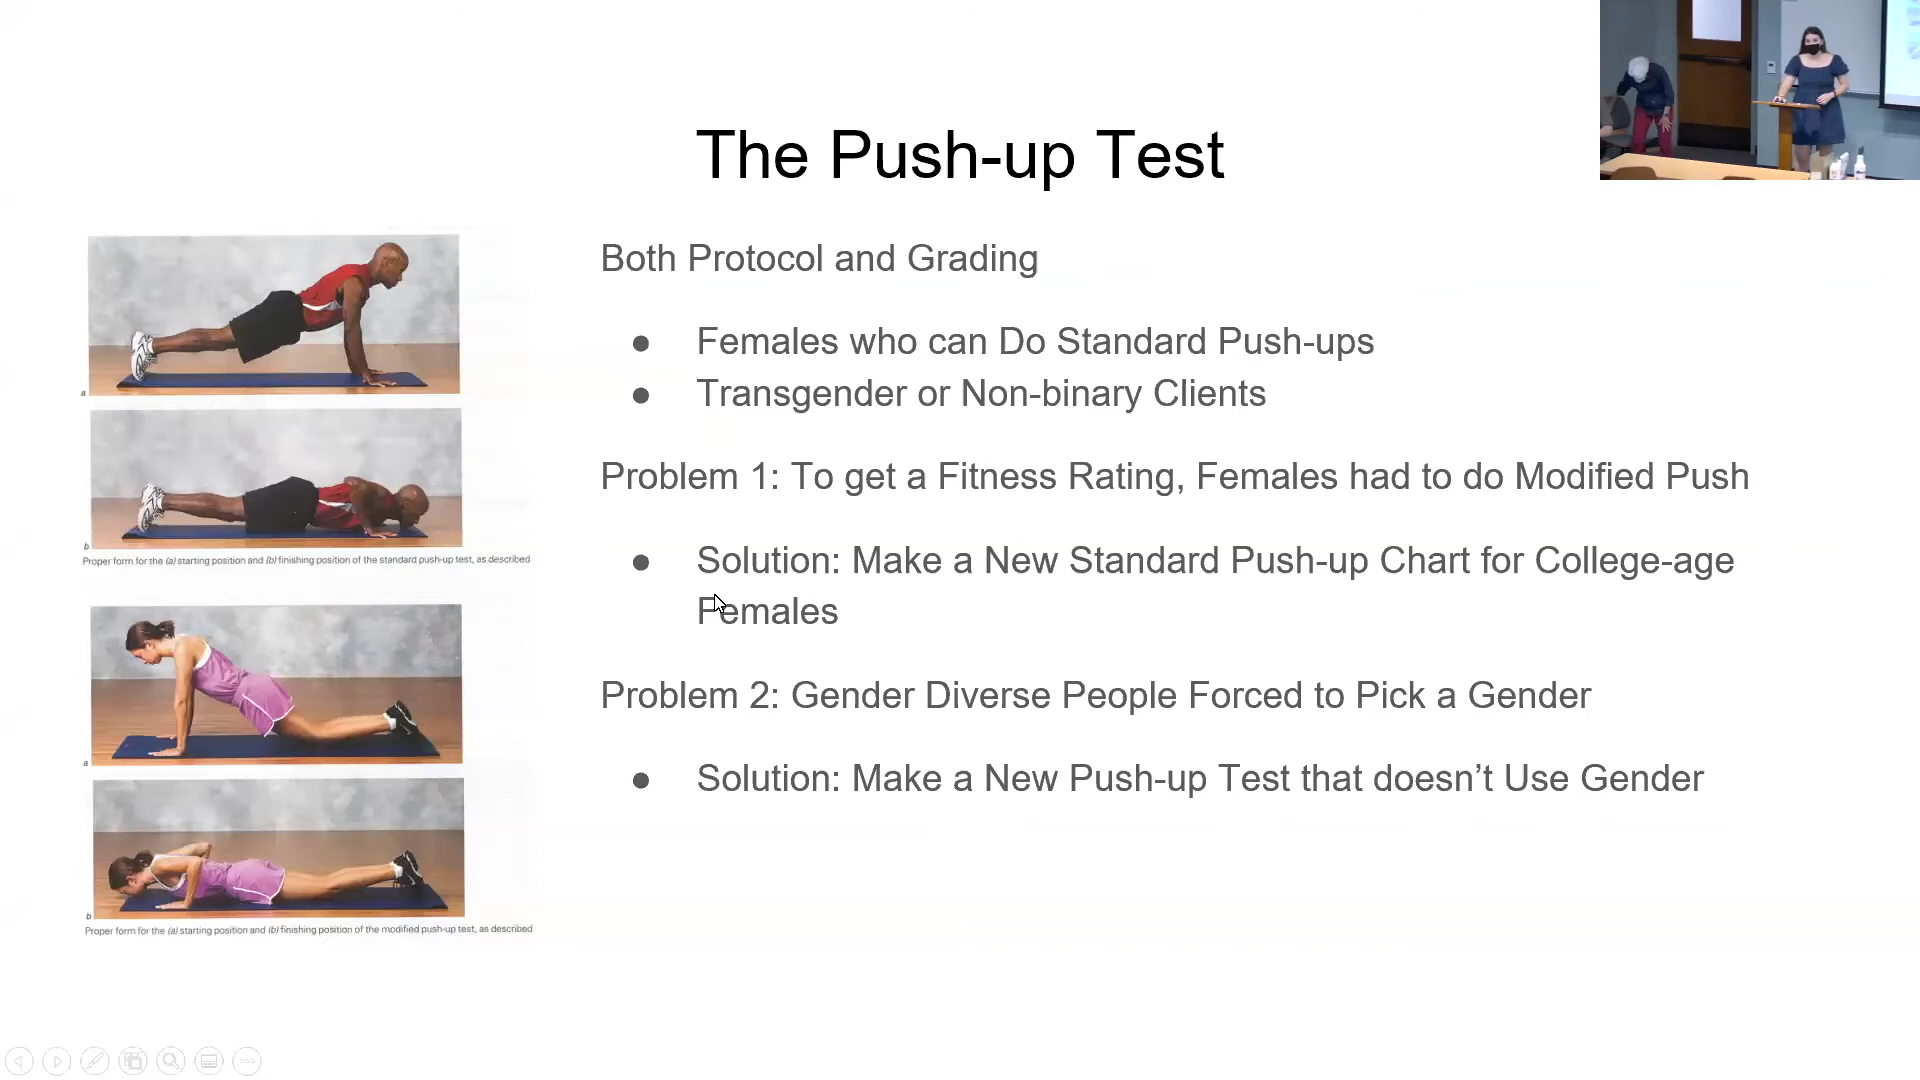 The Push-up Test
Both Protocol and Grading
● Females who can Do Standard Push-ups
● Transgender or Non-binary Clients
Problem 1: To get a Fitness Rating, Females had to do Modified Push
● Solution: Make a New Standard Push-up Chart for College-age
Females
Problem 2: Gender Diverse People Forced to Pick a Gender
● Solution: Make a New Push-up Test that doesn’t Use Gender
a
b
Proper form for the (a) starting position and (b) finishing position of the standard push-up test, as described
a
b
Proper form for the (a) starting position and (b) finishing position of the modified push-up test, as described